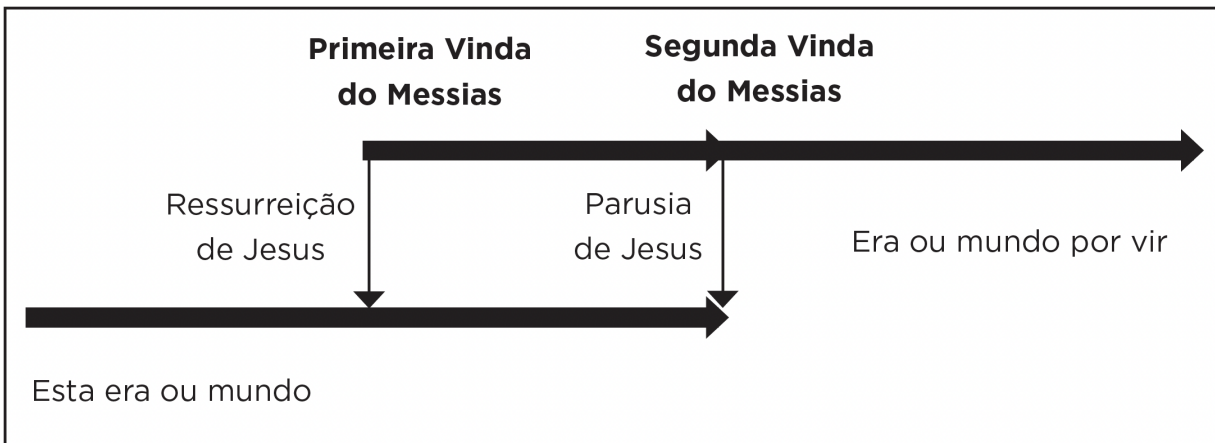 Primeira Vinda
do Messias
Segunda Vinda
do Messias
Ressurreição
de Jesus
Parusia
de Jesus
Era ou mundo por vir
Esta era ou mundo